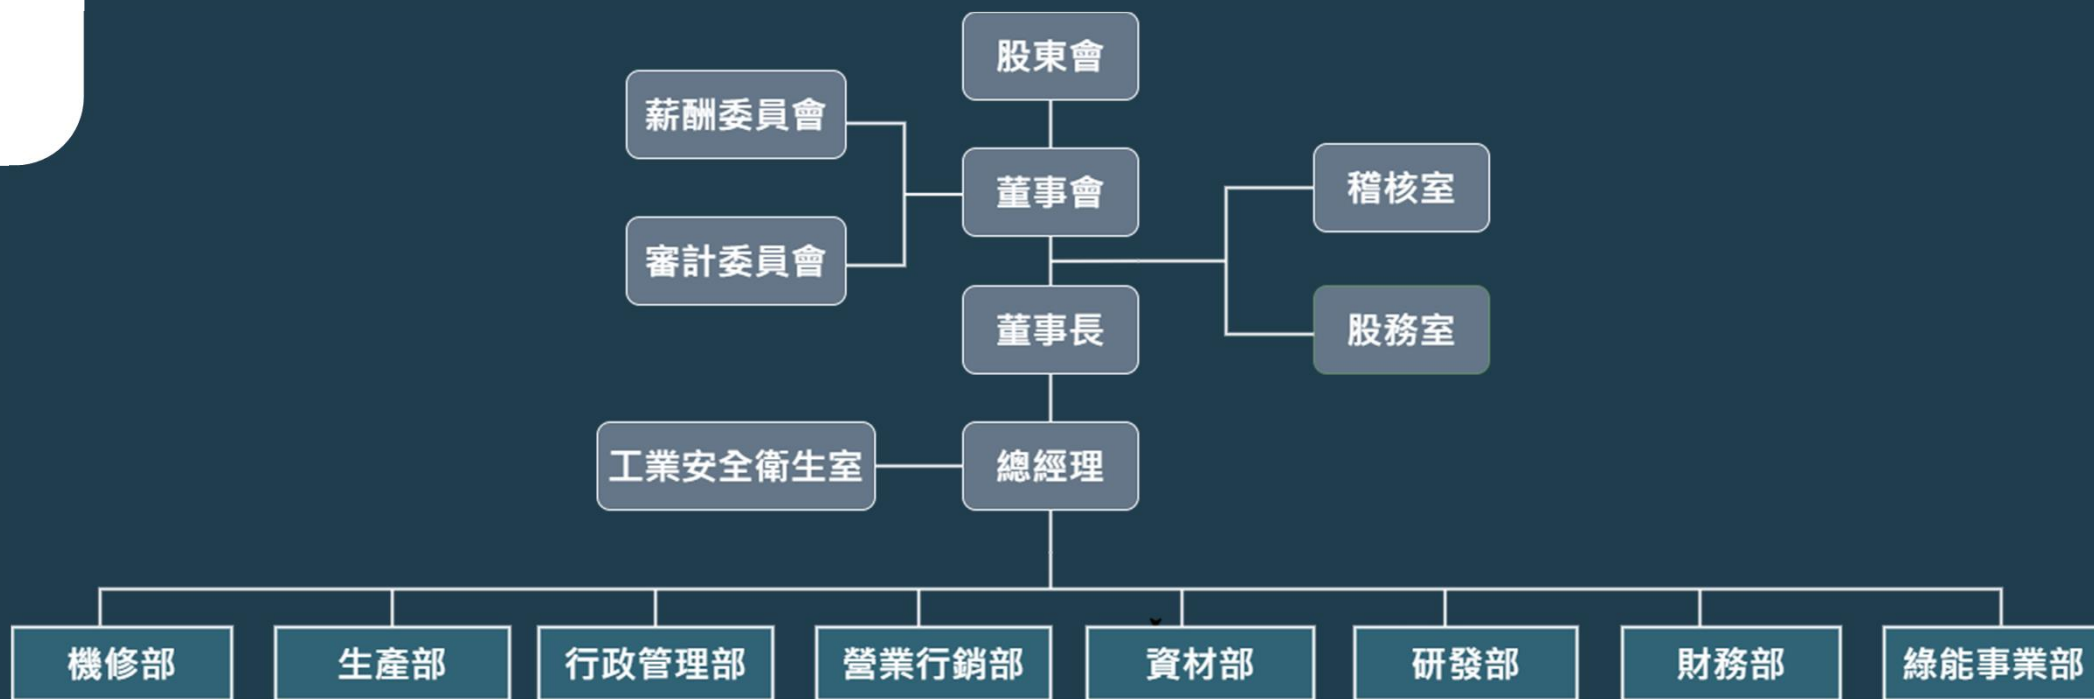 股東會
薪酬委員會
董事會
稽核室
審計委員會
董事長
股務室
工業安全衛生室
總經理
機修部
生產部
行政管理部
營業行銷部
資材部
研發部
財務部
綠能事業部